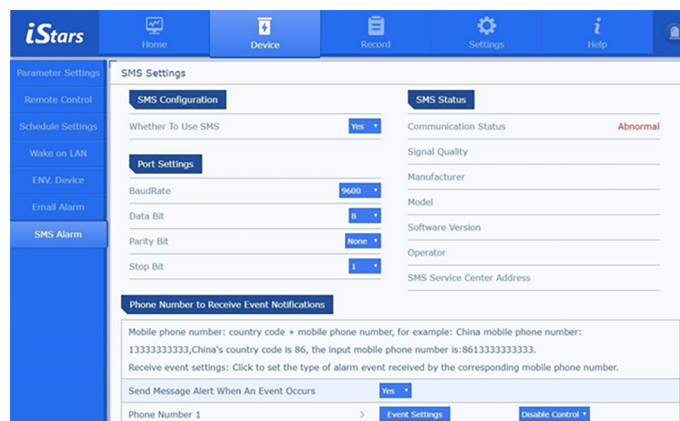 iStars
Home
Device
Record
Settings
Help
Parameter Settings
Remote Control
Schedule Settings
Wake on LAN
ENV. Device
Email Alarm
SMS Alarm
SMS Settings
SMS Configuration
Whether To Use SMS Yes
Port Settings
BaudRate 9600
Data Bit 8
Parity Bit None
Stop Bit 1
SMS Status
Communication Status Abnormal
Signal Quality
Manufacturer
Model
Software Version
Operator
SMS Service Center Address
Phone Number to Receive Event Notifications
Mobile phone number: country code + mobile phone number, for example: China mobile phone number:
13333333333,China's country code is 86, the input mobile phone number is:8613333333333.
Receive event settings: Click to set the type of alarm event received by the corresponding mobile phone number.
Send Message Alert When An Event Occurs Yes
Phone Number 1 > Event Settings Disable Control